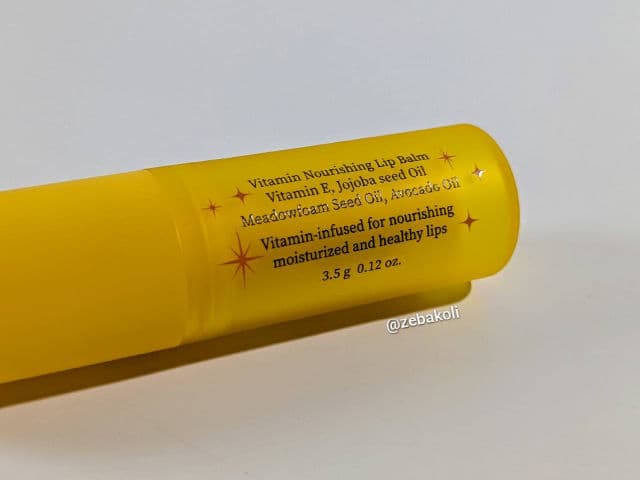 Vitamin Nourishing Lip Balm
Vitamin E, Jojoba seed Oil
Meadowfoam Seed Oil, Avocado Oil
Vitamin-infused for nourishing
moisturized and healthy lips
3.5 g 0.12 oz.
@zebakoli